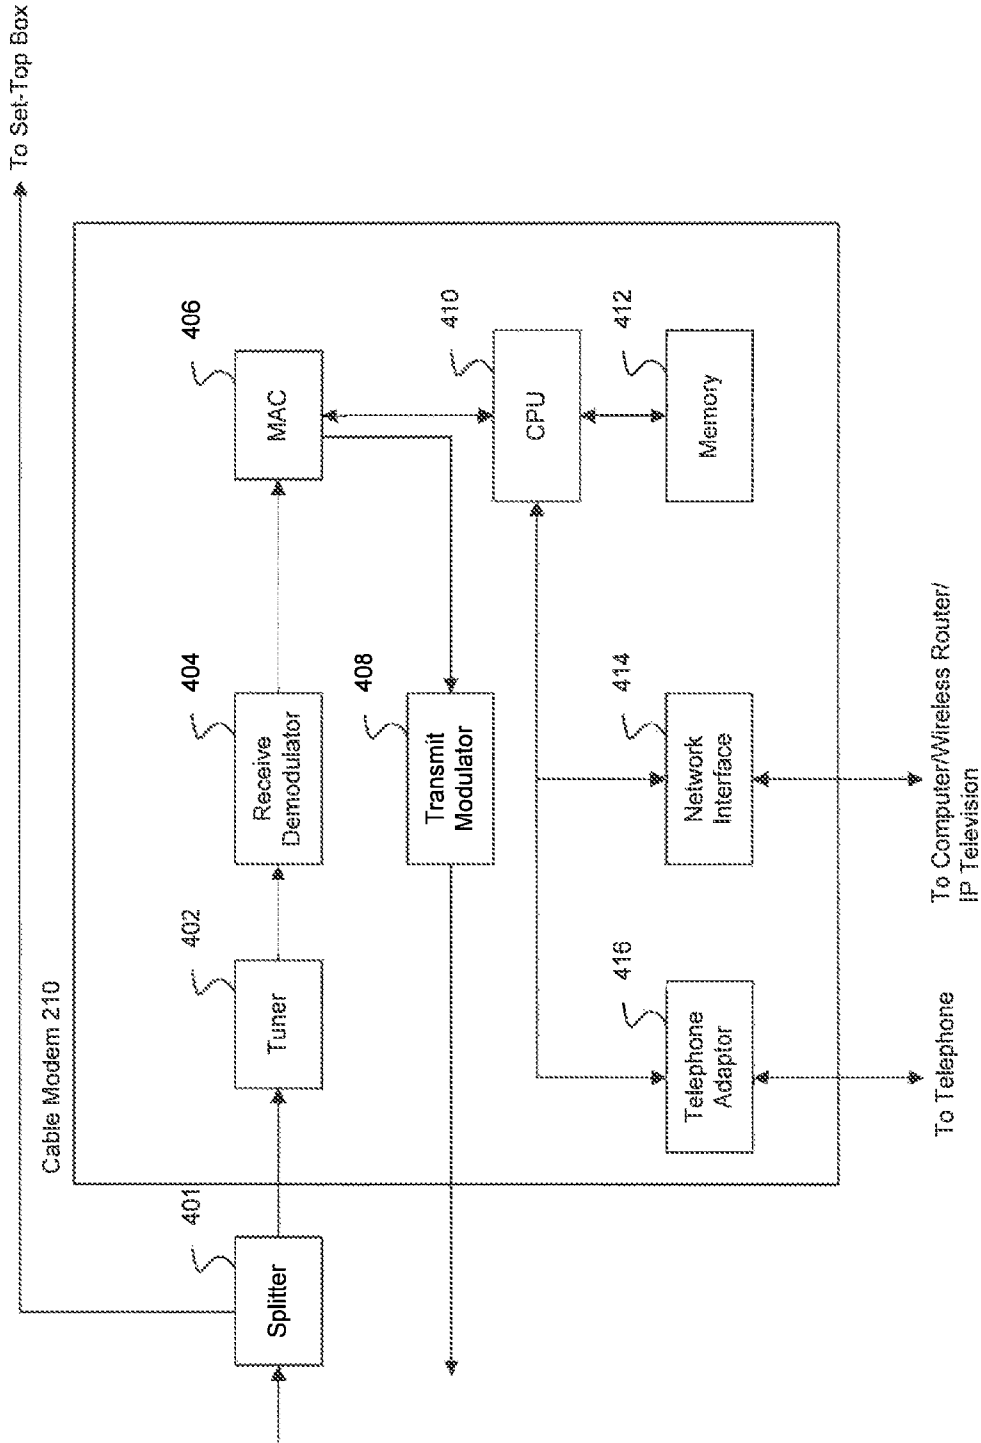 To Set-Top Box
Cable Modem 210
401
Splitter
402
Tuner
404
Receive
Demodulator
406
MAC
408
Transmit
Modulator
410
CPU
412
Memory
414
Network
Interface
416
Telephone
Adaptor
To Telephone
To Computer/Wireless Router/
IP Television